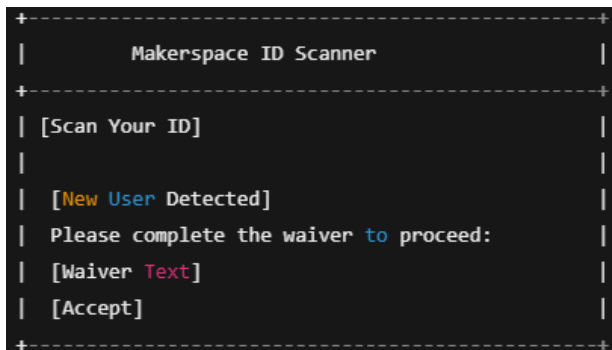 +--------------------------------------------------+
|          Makerspace ID Scanner                   |
+--------------------------------------------------+
| [Scan Your ID]                                   |
|                                                  |
|  [New User Detected]                             |
|  Please complete the waiver to proceed:          |
|  [Waiver Text]                                   |
|  [Accept]                                        |
+--------------------------------------------------+